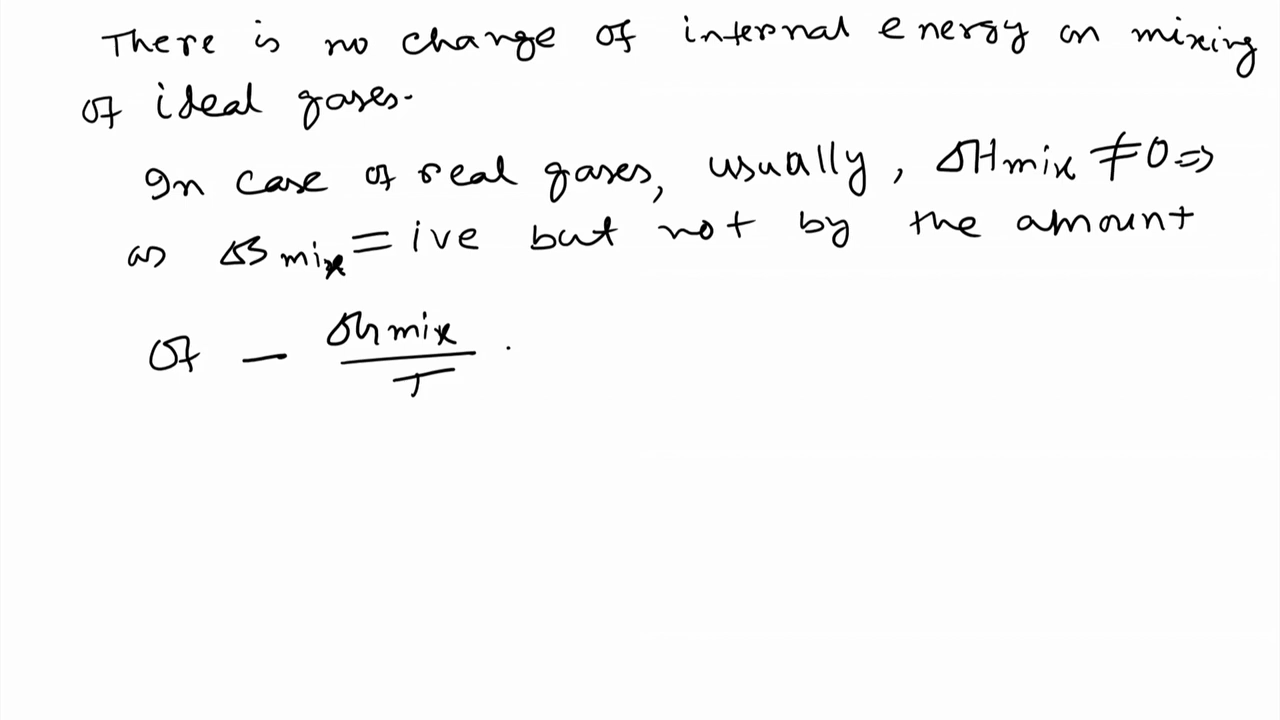 There is no change of internal energy on mixing
of ideal gases.
In case of real gases, usually, ΔHmix ≠ 0 ⇒
as ΔSmix = ive but not by the amount
of - ΔGmix / T .